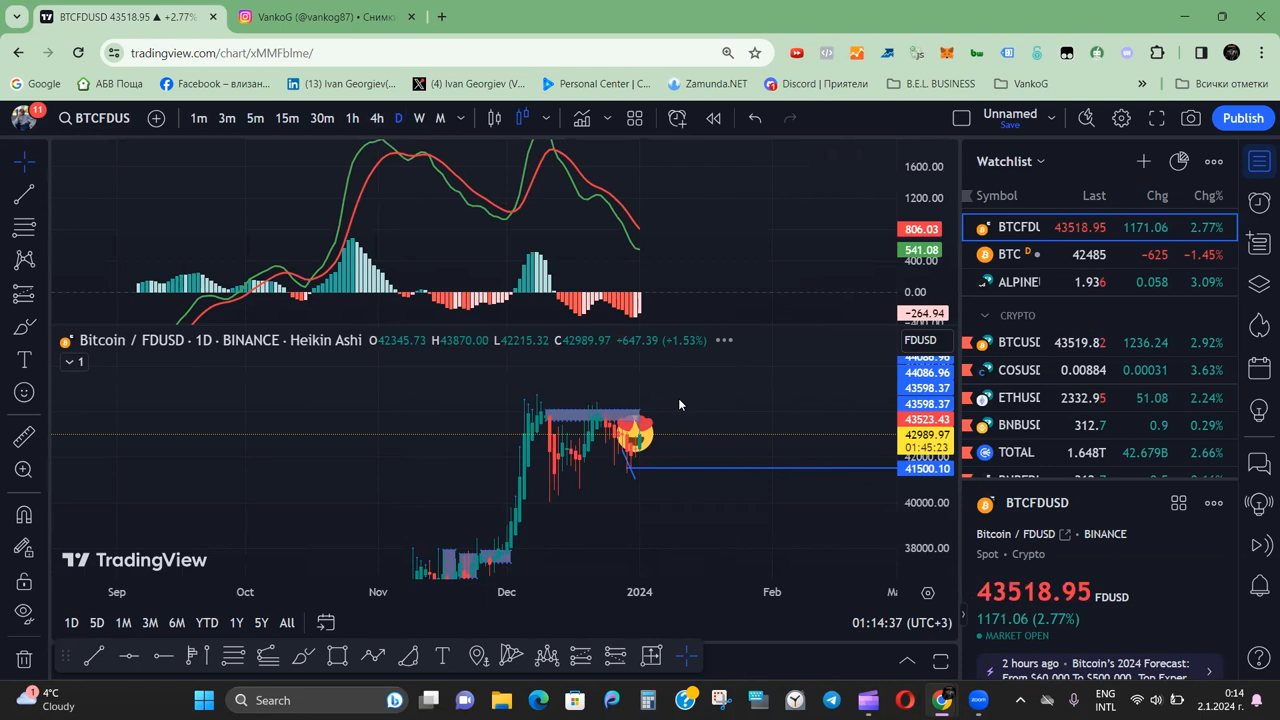 BTCFDUSD 43518.95 ▲ +2.77%
VankoG (@vankog87) • Снимк
tradingview.com/chart/xMMFblme/
Google
АБВ Поща
Facebook – влизане...
(13) Ivan Georgiev(...
(4) Ivan Georgiev (V...
Personal Center | C...
Zamunda.NET
Discord | Приятели
B.E.L. BUSINESS
VankoG
Всички отметки
11
BTCFDUS
1m 3m 5m 15m 30m 1h 4h D W M
Unnamed
Save
Publish
Watchlist
Symbol Last Chg Chg%
BTCFDU 43518.95 1171.06 2.77%
BTC D 42485 −625 −1.45%
ALPINE 1.936 0.058 3.09%
CRYPTO
BTCUSD 43519.82 1236.24 2.92%
COSUSD 0.00884 0.00031 3.63%
ETHUSD 2332.95 51.08 2.24%
BNBUSD 312.7 0.9 0.29%
TOTAL 1.648T 42.679B 2.66%
1600.00
1200.00
806.03
541.08
400.00
0.00
−264.94
Bitcoin / FDUSD · 1D · BINANCE · Heikin Ashi O42345.73 H43870.00 L42215.32 C42989.97 +647.39 (+1.53%)
FDUSD
1
44086.96
44086.96
43598.37
43598.37
43523.43
42989.97
01:45:23
42000.00
41500.10
40000.00
38000.00
TradingView
Sep Oct Nov Dec 2024 Feb
1D 5D 1M 3M 6M YTD 1Y 5Y All
01:14:37 (UTC+3)
BTCFDUSD
Bitcoin / FDUSD BINANCE
Spot • Crypto
43518.95 FDUSD
1171.06 (2.77%)
MARKET OPEN
2 hours ago • Bitcoin's 2024 Forecast:
From $60,000 To $500,000, Top Expe
1
4°C
Cloudy
Search
ENG
INTL
0:14
2.1.2024 г.